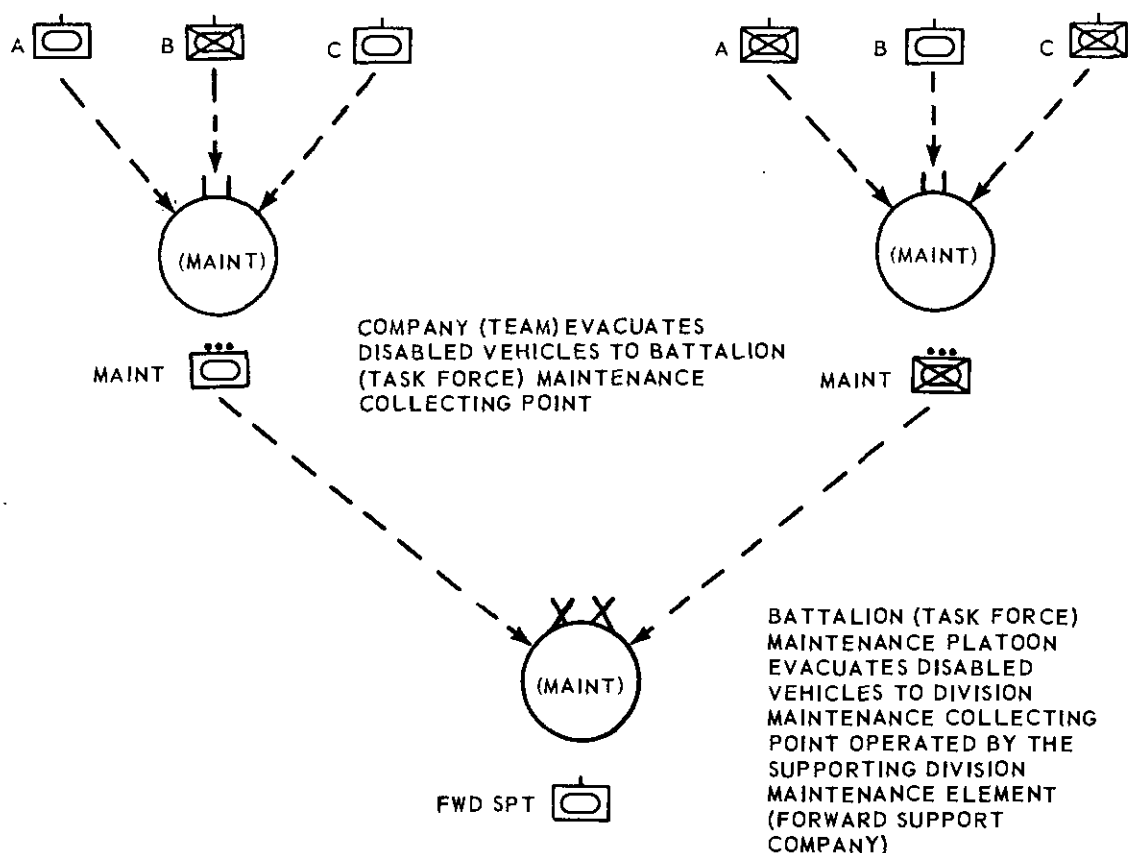 A
B
C
A
B
C
(MAINT)
(MAINT)
COMPANY (TEAM) EVACUATES
DISABLED VEHICLES TO BATTALION
(TASK FORCE) MAINTENANCE
COLLECTING POINT
MAINT
MAINT
(MAINT)
BATTALION (TASK FORCE)
MAINTENANCE PLATOON
EVACUATES DISABLED
VEHICLES TO DIVISION
MAINTENANCE COLLECTING
POINT OPERATED BY THE
SUPPORTING DIVISION
MAINTENANCE ELEMENT
(FORWARD SUPPORT
COMPANY)
FWD SPT